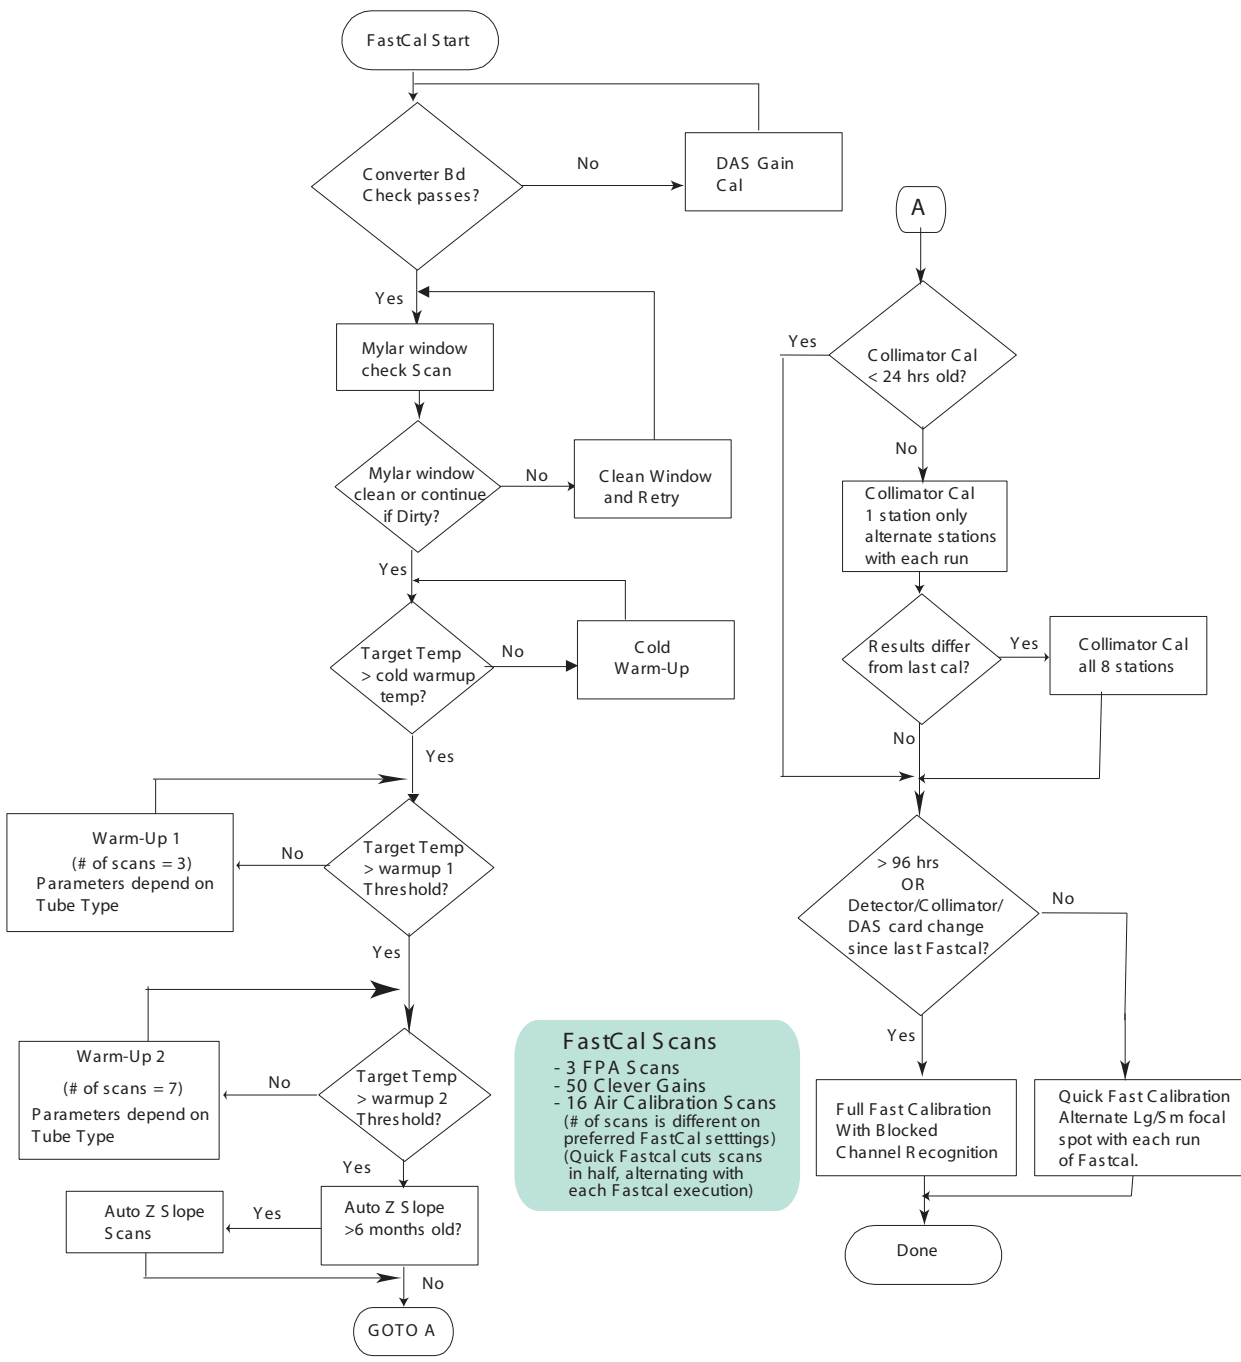 FastCal Start
Converter Bd
Check passes?
No
DAS Gain
Cal
Yes
Mylar window
check Scan
Mylar window
clean or continue
if Dirty?
No
Clean Window
and Retry
Yes
Target Temp
> cold warmup
temp?
No
Cold
Warm-Up
Yes
Target Temp
> warmup 1
Threshold?
No
Warm-Up 1
(# of scans = 3)
Parameters depend on
Tube Type
Yes
Target Temp
> warmup 2
Threshold?
No
Warm-Up 2
(# of scans = 7)
Parameters depend on
Tube Type
Yes
Auto Z Slope
>6 months old?
Yes
Auto Z Slope
Scans
No
GOTO A
FastCal Scans
- 3 FPA Scans
- 50 Clever Gains
- 16 Air Calibration Scans
(# of scans is different on
preferred FastCal setttings)
(Quick Fastcal cuts scans
in half, alternating with
each Fastcal execution)
A
Collimator Cal
< 24 hrs old?
Yes
No
Collimator Cal
1 station only
alternate stations
with each run
Results differ
from last cal?
Yes
Collimator Cal
all 8 stations
No
> 96 hrs
OR
Detector/Collimator/
DAS card change
since last Fastcal?
No
Yes
Full Fast Calibration
With Blocked
Channel Recognition
Quick Fast Calibration
Alternate Lg/Sm focal
spot with each run
of Fastcal.
Done